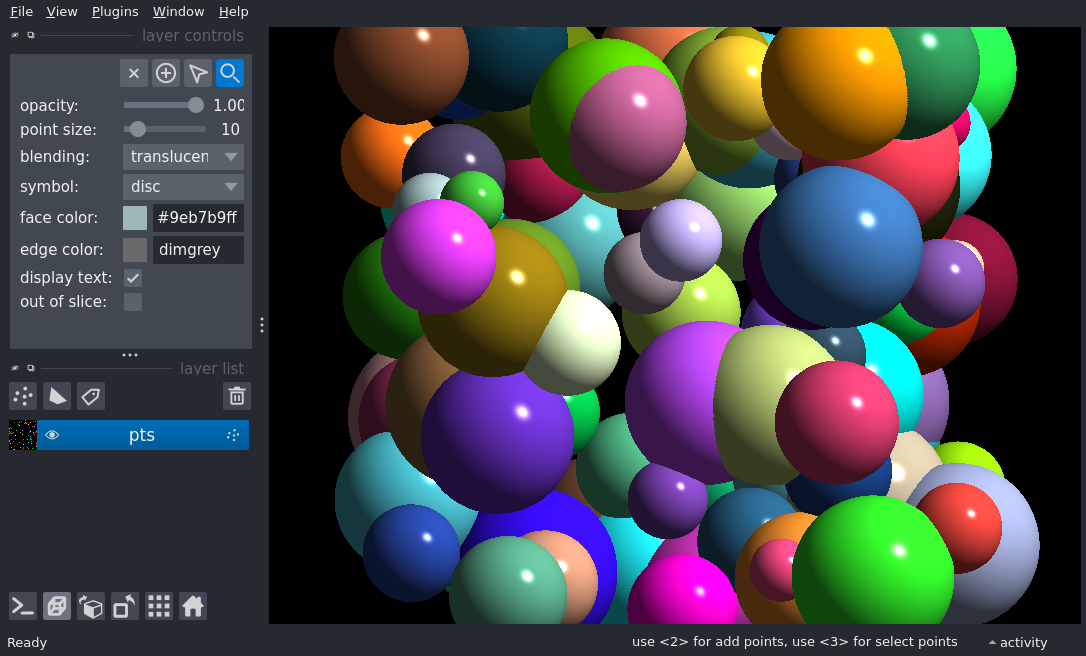 File View Plugins Window Help
layer controls
opacity: 1.00
point size: 10
blending: translucen
symbol: disc
face color: #9eb7b9ff
edge color: dimgrey
display text:
out of slice:
layer list
pts
Ready use <2> for add points, use <3> for select points activity